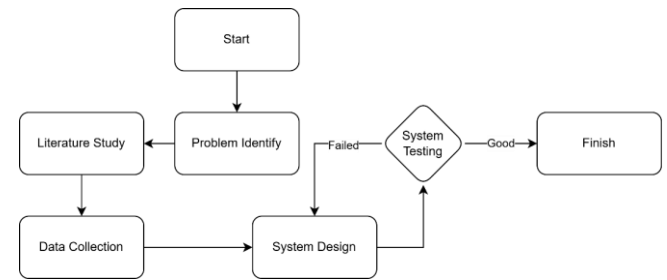 Start
Problem Identify
Literature Study
Data Collection
System Design
System
Testing
Failed
Good
Finish